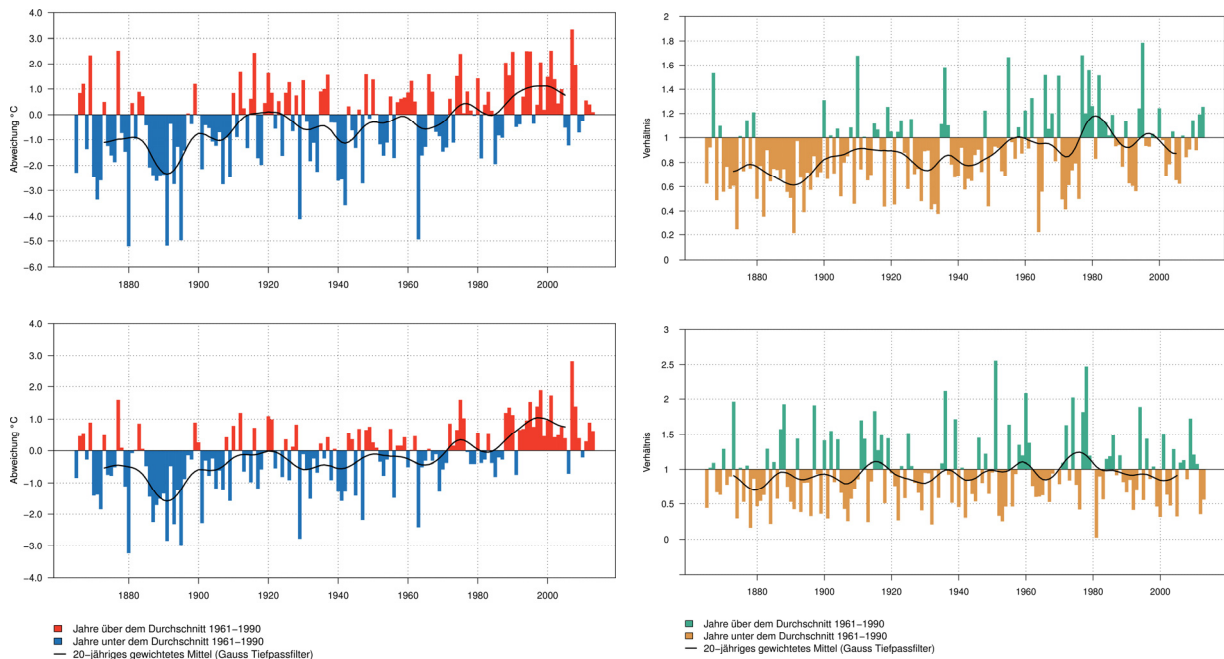 4.0
3.0
2.0
1.0
0.0
−1.0
−2.0
−3.0
−4.0
−5.0
−6.0
Abweichung °C
1880 1900 1920 1940 1960 1980 2000
2
1.8
1.6
1.4
1.2
1
0.8
0.6
0.4
0.2
0
Verhältnis
1880 1900 1920 1940 1960 1980 2000
4.0
3.0
2.0
1.0
0.0
−1.0
−2.0
−3.0
−4.0
Abweichung °C
1880 1900 1920 1940 1960 1980 2000
3
2.5
2
1.5
1
0.5
0
Verhältnis
1880 1900 1920 1940 1960 1980 2000
Jahre über dem Durchschnitt 1961−1990
Jahre unter dem Durchschnitt 1961−1990
20−jähriges gewichtetes Mittel (Gauss Tiefpassfilter)
Jahre über dem Durchschnitt 1961−1990
Jahre unter dem Durchschnitt 1961−1990
20−jähriges gewichtetes Mittel (Gauss Tiefpassfilter)